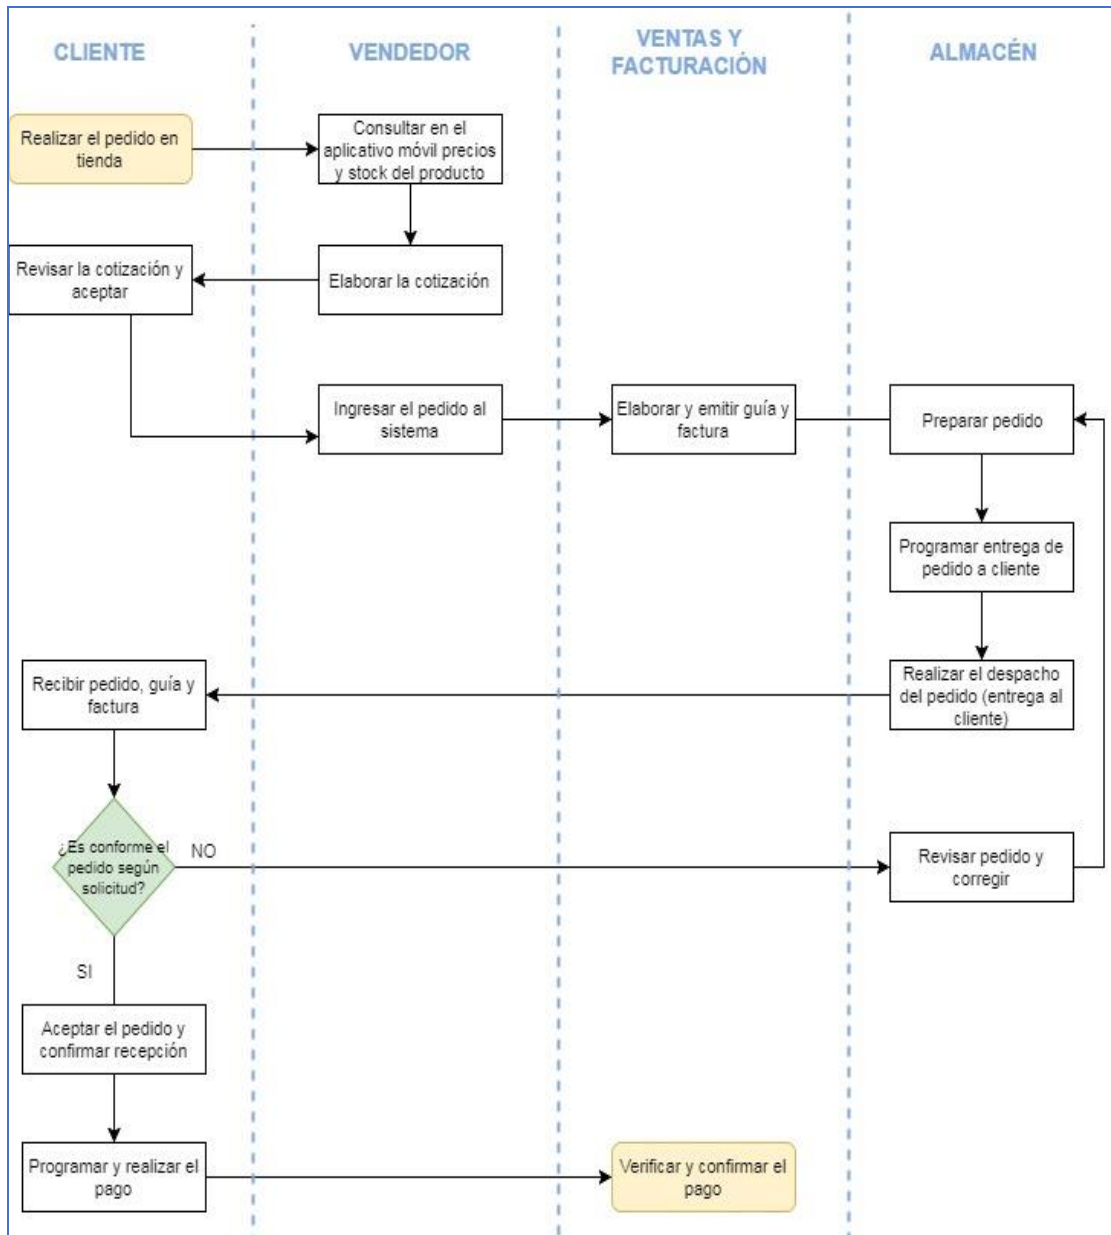 CLIENTE
VENDEDOR
VENTAS Y
FACTURACIÓN
ALMACÉN
Realizar el pedido en
tienda
Consultar en el
aplicativo móvil precios
y stock del producto
Revisar la cotización y
aceptar
Elaborar la cotización
Ingresar el pedido al
sistema
Elaborar y emitir guía y
factura
Preparar pedido
Programar entrega de
pedido a cliente
Recibir pedido, guía y
factura
Realizar el despacho
del pedido (entrega al
cliente)
¿Es conforme el
pedido según
solicitud?
NO
Revisar pedido y
corregir
SI
Aceptar el pedido y
confirmar recepción
Programar y realizar el
pago
Verificar y confirmar el
pago